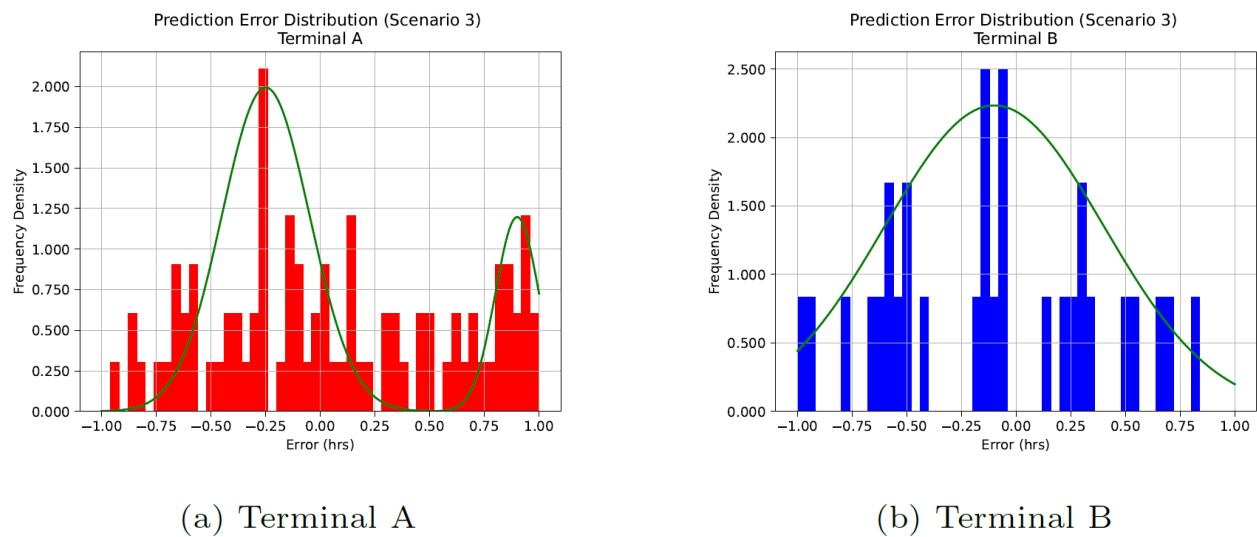 Prediction Error Distribution (Scenario 3)
Terminal A
Frequency Density
2.000
1.750
1.500
1.250
1.000
0.750
0.500
0.250
0.000
−1.00 −0.75 −0.50 −0.25 0.00 0.25 0.50 0.75 1.00
Error (hrs)
(a) Terminal A
Prediction Error Distribution (Scenario 3)
Terminal B
Frequency Density
2.500
2.000
1.500
1.000
0.500
0.000
−1.00 −0.75 −0.50 −0.25 0.00 0.25 0.50 0.75 1.00
Error (hrs)
(b) Terminal B